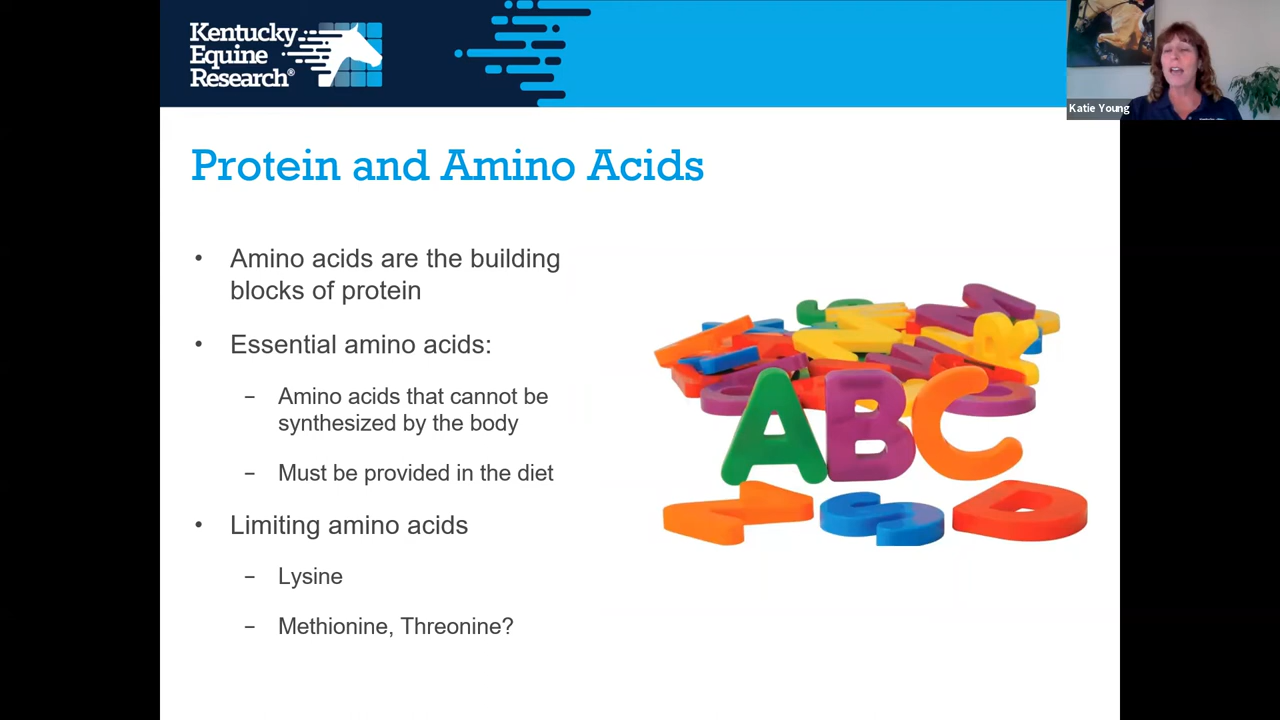 Kentucky
Equine
Research®
Katie Young
Protein and Amino Acids
• Amino acids are the building
blocks of protein
• Essential amino acids:
– Amino acids that cannot be
synthesized by the body
– Must be provided in the diet
• Limiting amino acids
– Lysine
– Methionine, Threonine?
ABC